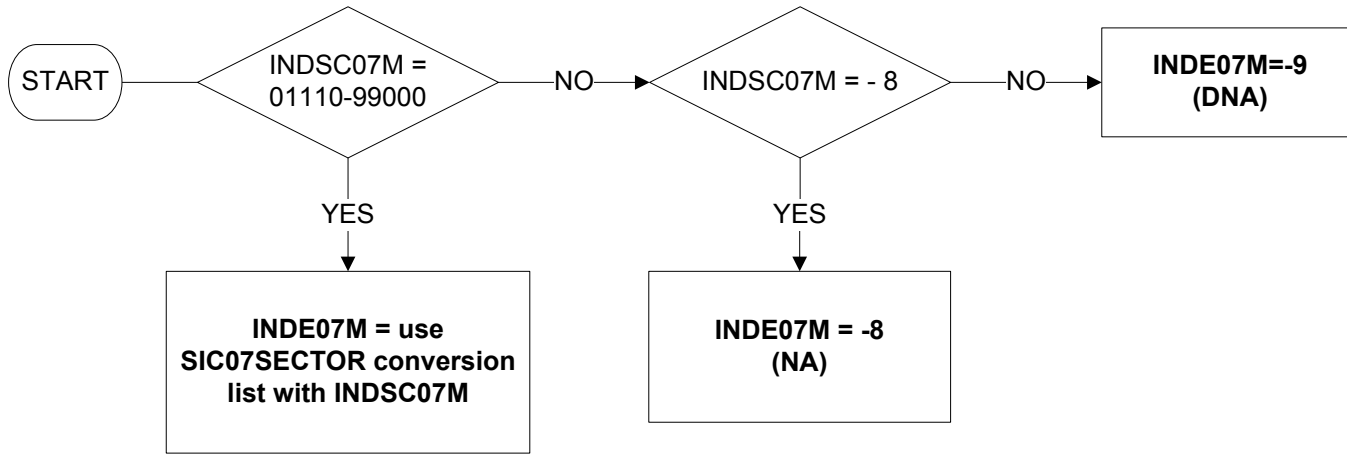 START
INDSC07M =
01110-99000
NO
INDSC07M = - 8
NO
INDE07M=-9
(DNA)
YES
YES
INDE07M = use
SIC07SECTOR conversion
list with INDSC07M
INDE07M = -8
(NA)